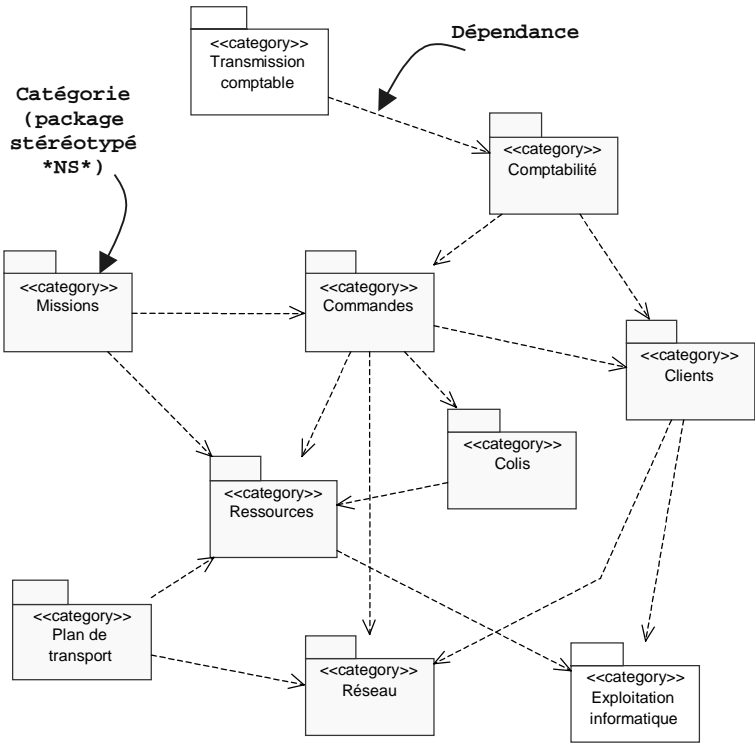 <<category>>
Transmission
comptable
Dépendance
Catégorie
(package
stéréotypé
*NS*)
<<category>>
Comptabilité
<<category>>
Missions
<<category>>
Commandes
<<category>>
Clients
<<category>>
Colis
<<category>>
Ressources
<<category>>
Plan de
transport
<<category>>
Réseau
<<category>>
Exploitation
informatique